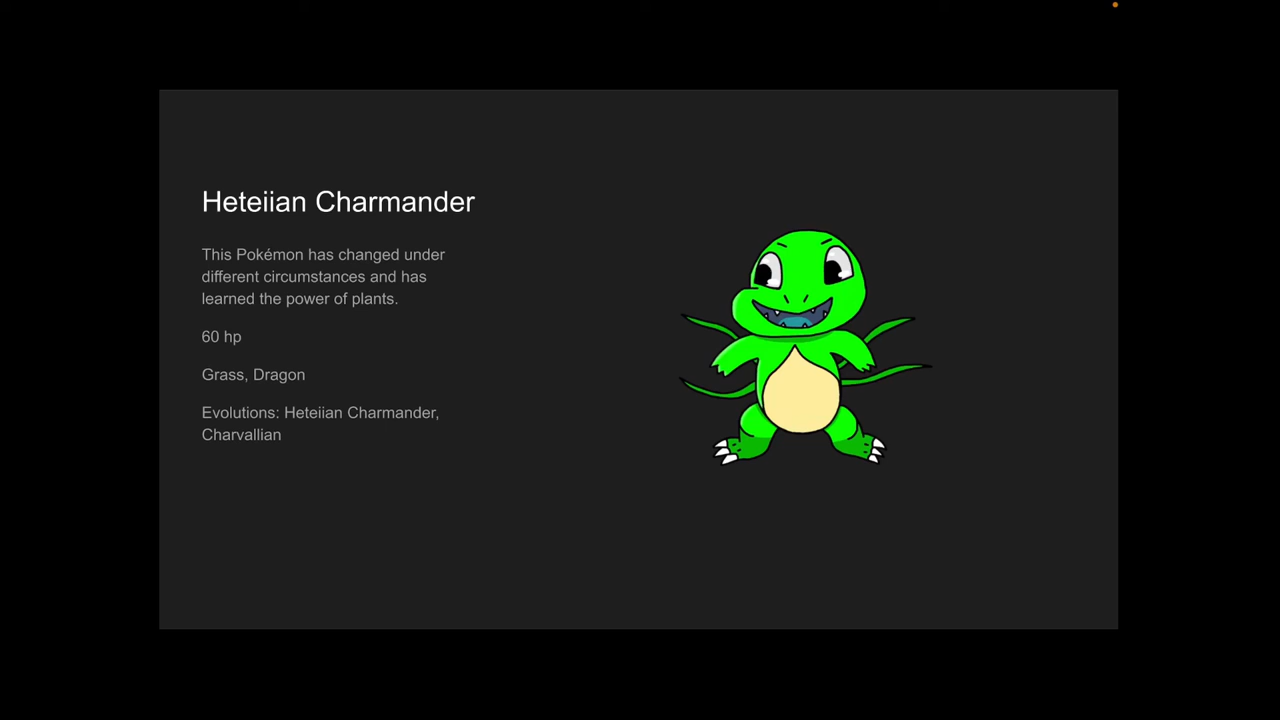 Heteiian Charmander
This Pokémon has changed under
different circumstances and has
learned the power of plants.
60 hp
Grass, Dragon
Evolutions: Heteiian Charmander,
Charvallian